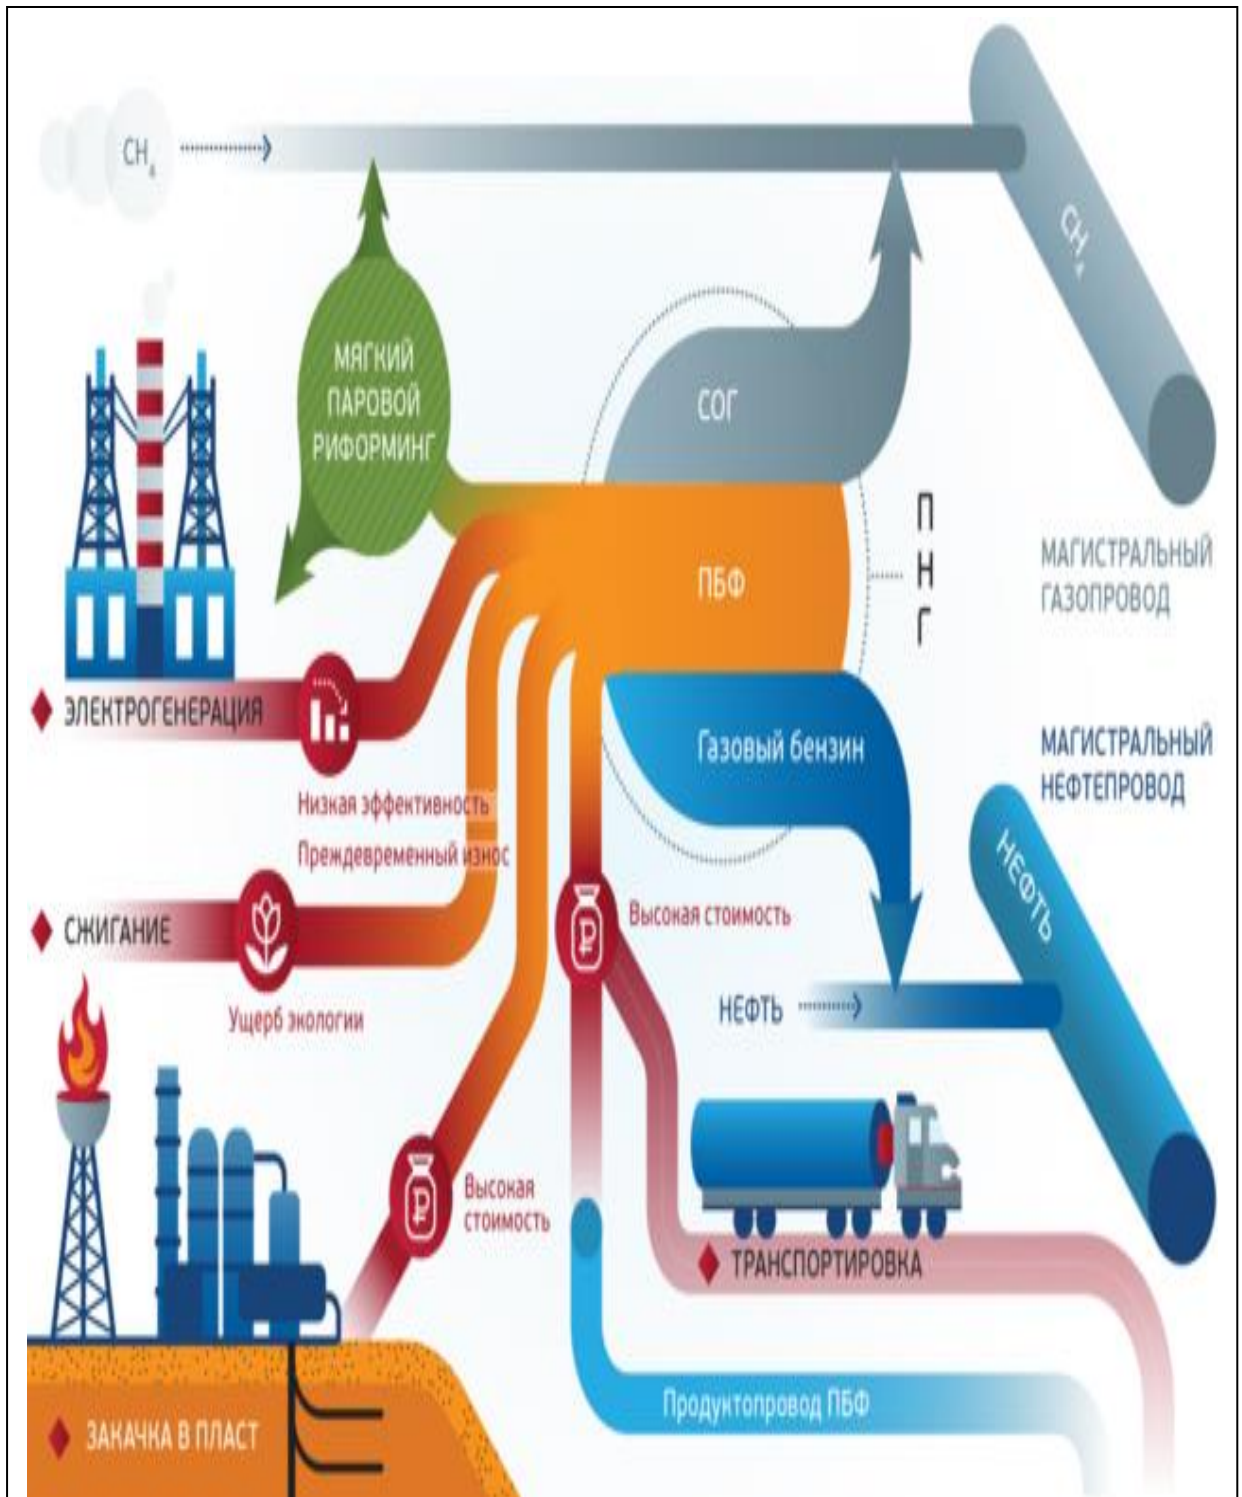 CH₄
CH₄
МЯГКИЙ
ПАРОВОЙ
РИФОРМИНГ
СОГ
П
Н
Г
ПБФ
МАГИСТРАЛЬНЫЙ
ГАЗОПРОВОД
ЭЛЕКТРОГЕНЕРАЦИЯ
Газовый бензин
МАГИСТРАЛЬНЫЙ
НЕФТЕПРОВОД
Низкая эффективность
Преждевременный износ
НЕФТЬ
СЖИГАНИЕ
Высокая стоимость
Ущерб экологии
НЕФТЬ
Высокая
стоимость
ТРАНСПОРТИРОВКА
Продуктопровод ПБФ
ЗАКАЧКА В ПЛАСТ